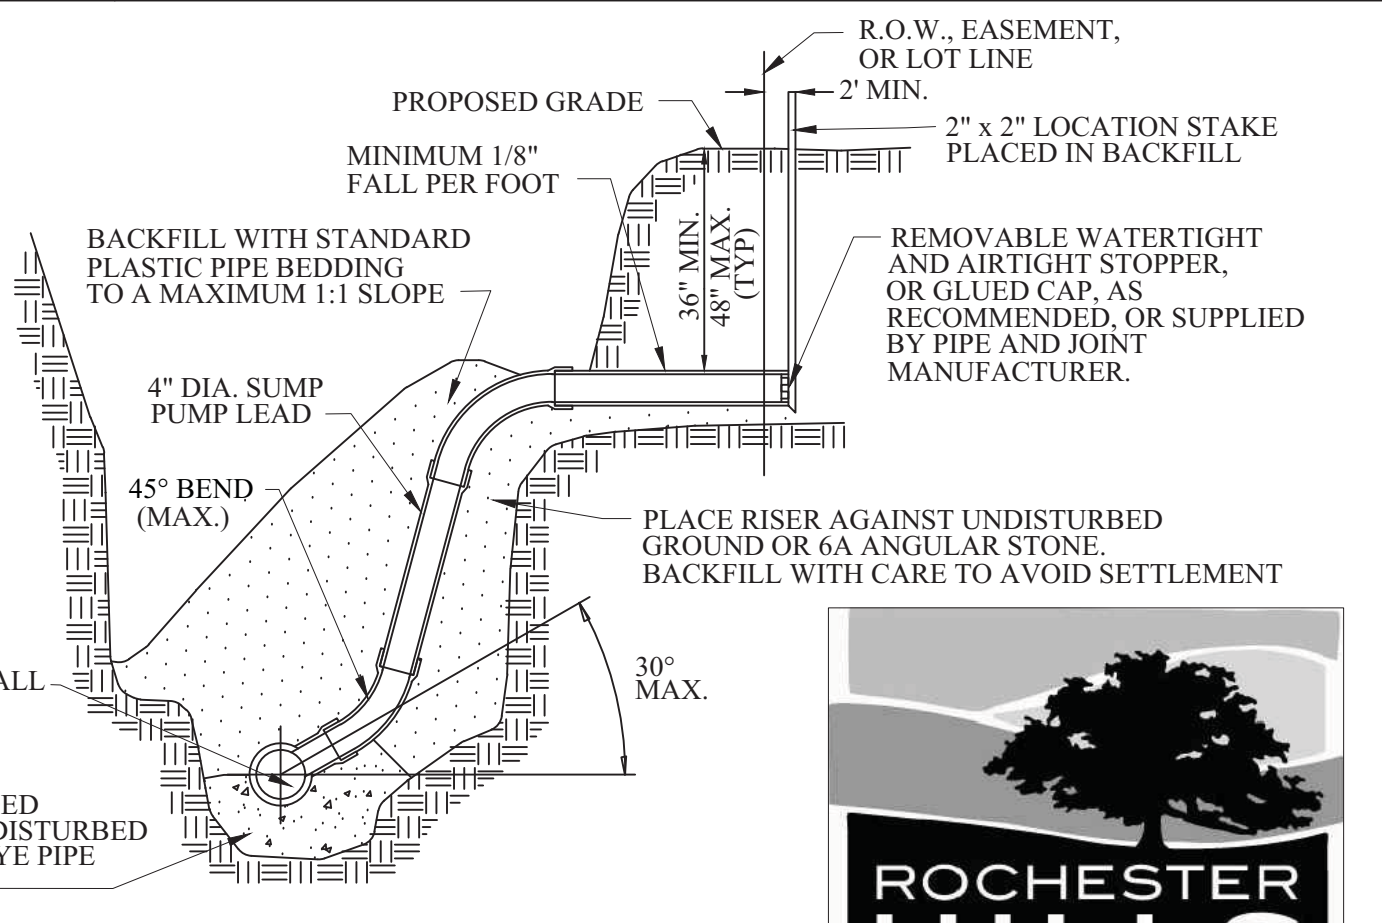 R.O.W., EASEMENT,
OR LOT LINE
2' MIN.
PROPOSED GRADE
2" x 2" LOCATION STAKE
PLACED IN BACKFILL
MINIMUM 1/8"
FALL PER FOOT
36" MIN.
48" MAX.
(TYP)
BACKFILL WITH STANDARD
PLASTIC PIPE BEDDING
TO A MAXIMUM 1:1 SLOPE
REMOVABLE WATERTIGHT
AND AIRTIGHT STOPPER,
OR GLUED CAP, AS
RECOMMENDED, OR SUPPLIED
BY PIPE AND JOINT
MANUFACTURER.
4" DIA. SUMP
PUMP LEAD
45° BEND
(MAX.)
PLACE RISER AGAINST UNDISTURBED
GROUND OR 6A ANGULAR STONE.
BACKFILL WITH CARE TO AVOID SETTLEMENT
30°
MAX.
ALL
ED
DISTURBED
YE PIPE
ROCHESTER